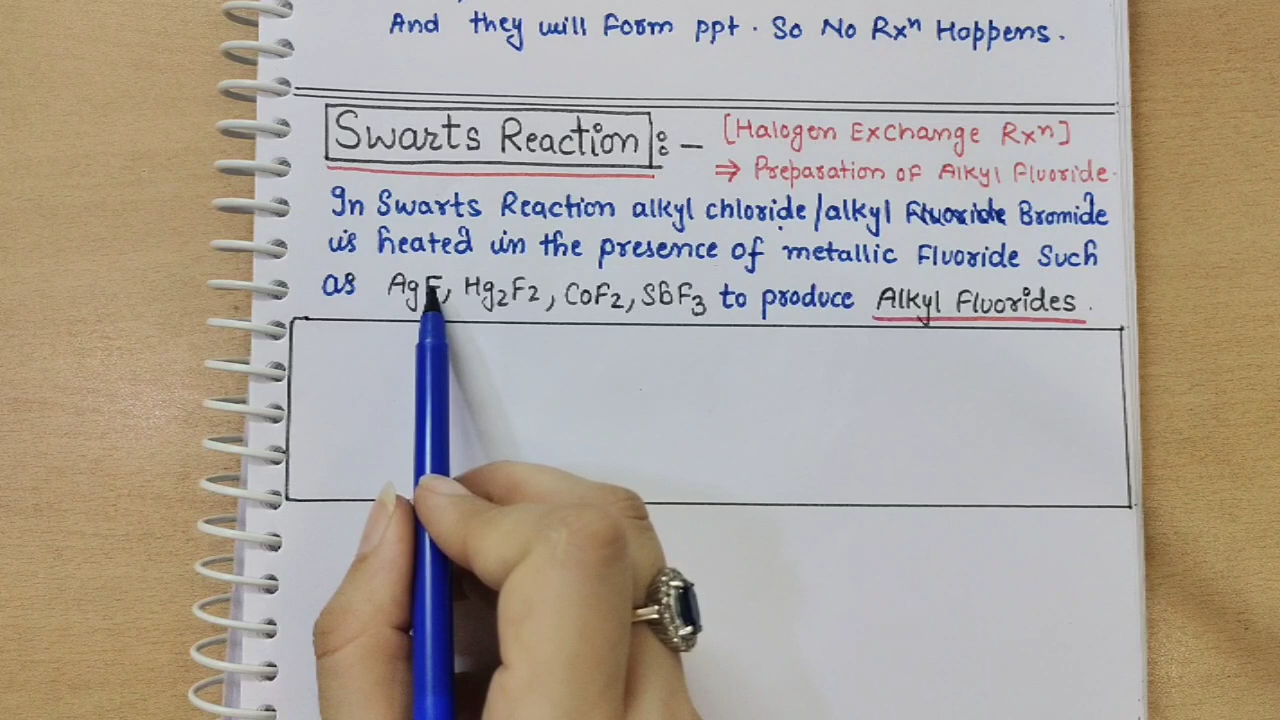 And they will Form ppt. So No Rxⁿ Happens.
Swarts Reaction :- [Halogen Exchange Rxⁿ]
⇒ Preparation of Alkyl Fluoride.
In Swarts Reaction alkyl chloride/alkyl Fluoride Bromide
is heated in the presence of metallic Fluoride Such
as AgF, Hg₂F₂, CoF₂, SbF₃ to produce Alkyl Fluorides.